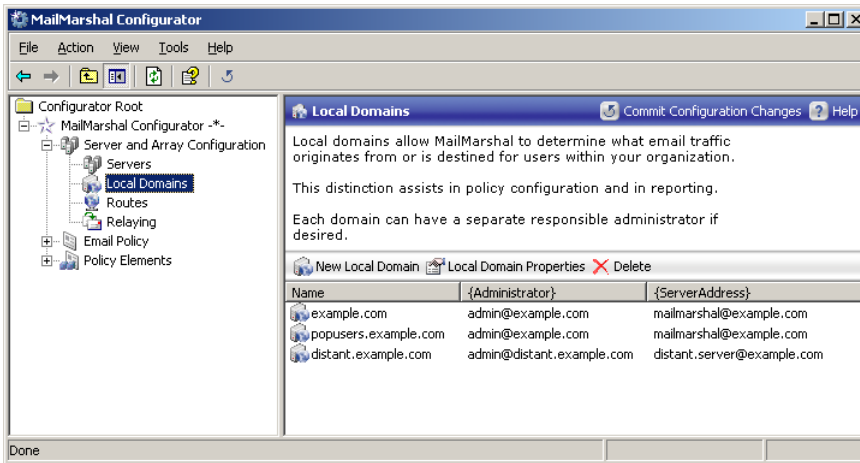 MailMarshal Configurator
File Action View Tools Help
Configurator Root
MailMarshal Configurator -*-
Server and Array Configuration
Servers
Local Domains
Routes
Relaying
Email Policy
Policy Elements
Local Domains Commit Configuration Changes Help
Local domains allow MailMarshal to determine what email traffic
originates from or is destined for users within your organization.
This distinction assists in policy configuration and in reporting.
Each domain can have a separate responsible administrator if
desired.
New Local Domain Local Domain Properties Delete
Name {Administrator} {ServerAddress}
example.com admin@example.com mailmarshal@example.com
popusers.example.com admin@example.com mailmarshal@example.com
distant.example.com admin@distant.example.com distant.server@example.com
Done